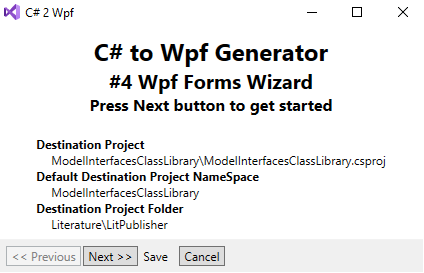 C# 2 Wpf
C# to Wpf Generator
#4 Wpf Forms Wizard
Press Next button to get started
Destination Project
ModelInterfacesClassLibrary\ModelInterfacesClassLibrary.csproj
Default Destination Project NameSpace
ModelInterfacesClassLibrary
Destination Project Folder
Literature\LitPublisher
<< Previous Next >> Save Cancel